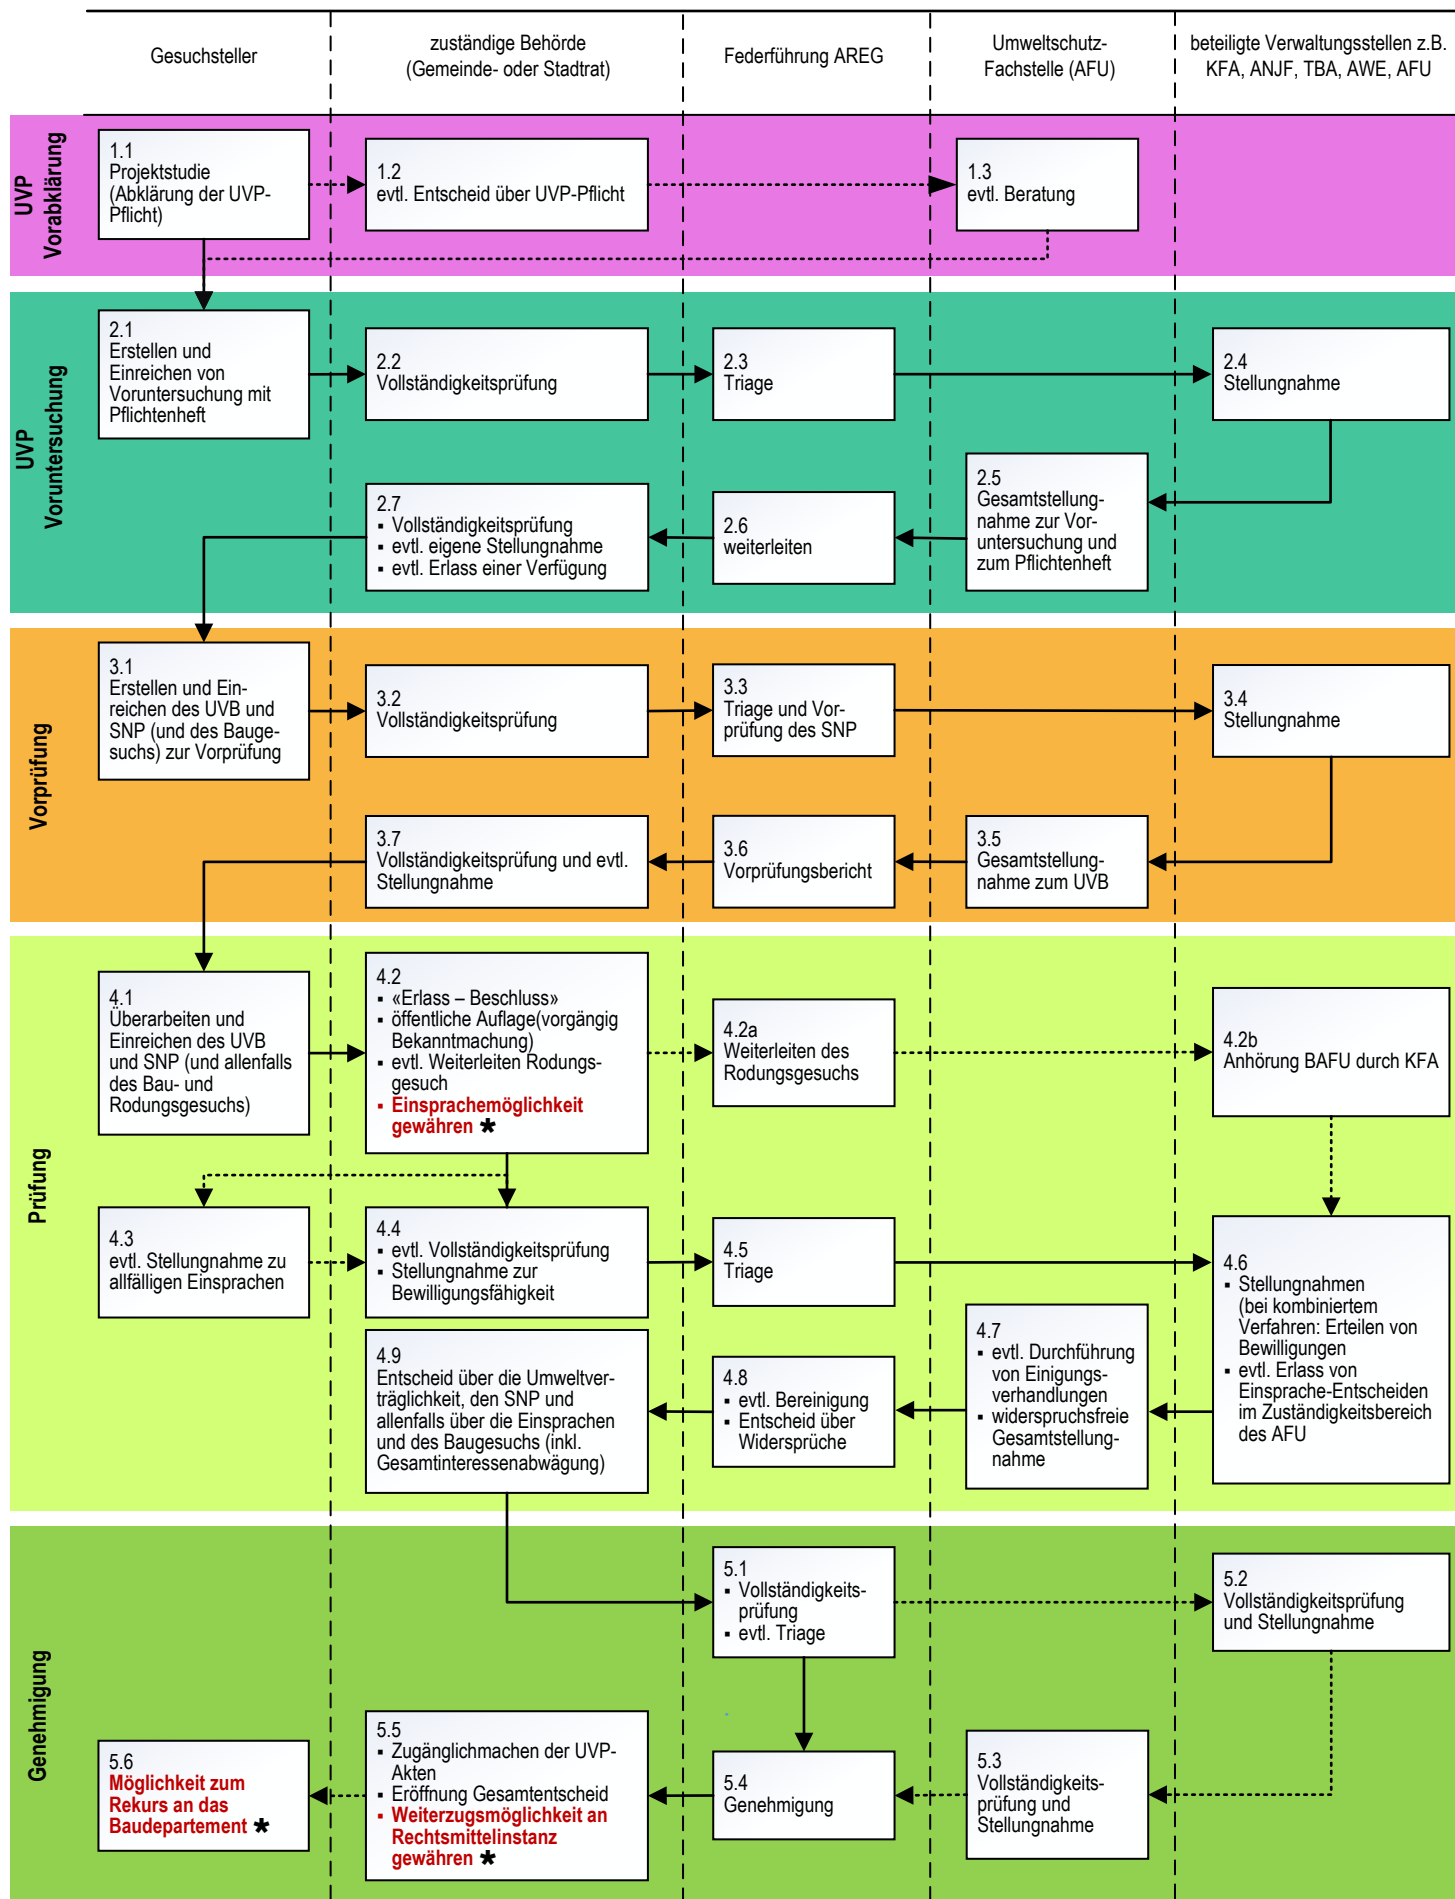 Gesuchsteller
zuständige Behörde
(Gemeinde- oder Stadtrat)
Federführung AREG
Umweltschutz-
Fachstelle (AFU)
beteiligte Verwaltungsstellen z.B.
KFA, ANJF, TBA, AWE, AFU
UVP
Vorabklärung
1.1
Projektstudie
(Abklärung der UVP-
Pflicht)
1.2
evtl. Entscheid über UVP-Pflicht
1.3
evtl. Beratung
UVP
Voruntersuchung
2.1
Erstellen und
Einreichen von
Voruntersuchung mit
Pflichtenheft
2.2
Vollständigkeitsprüfung
2.3
Triage
2.4
Stellungnahme
2.5
Gesamtstellung-
nahme zur Vor-
untersuchung und
zum Pflichtenheft
2.6
weiterleiten
2.7
▪ Vollständigkeitsprüfung
▪ evtl. eigene Stellungnahme
▪ evtl. Erlass einer Verfügung
Vorprüfung
3.1
Erstellen und Ein-
reichen des UVB und
SNP (und des Bauge-
suchs) zur Vorprüfung
3.2
Vollständigkeitsprüfung
3.3
Triage und Vor-
prüfung des SNP
3.4
Stellungnahme
3.5
Gesamtstellung-
nahme zum UVB
3.6
Vorprüfungsbericht
3.7
Vollständigkeitsprüfung und evtl.
Stellungnahme
Prüfung
4.1
Überarbeiten und
Einreichen des UVB
und SNP (und allenfalls
des Bau- und
Rodungsgesuchs)
4.2
▪ «Erlass – Beschluss»
▪ öffentliche Auflage(vorgängig
Bekanntmachung)
▪ evtl. Weiterleiten Rodungs-
gesuch
▪ Einsprachemöglichkeit
gewähren *
4.2a
Weiterleiten des
Rodungsgesuchs
4.2b
Anhörung BAFU durch KFA
4.3
evtl. Stellungnahme zu
allfälligen Einsprachen
4.4
▪ evtl. Vollständigkeitsprüfung
▪ Stellungnahme zur
Bewilligungsfähigkeit
4.5
Triage
4.6
▪ Stellungnahmen
(bei kombiniertem
Verfahren: Erteilen von
Bewilligungen
▪ evtl. Erlass von
Einsprache-Entscheiden
im Zuständigkeitsbereich
des AFU
4.7
▪ evtl. Durchführung
von Einigungs-
verhandlungen
▪ widerspruchsfreie
Gesamtstellung-
nahme
4.8
▪ evtl. Bereinigung
▪ Entscheid über
Widersprüche
4.9
Entscheid über die Umweltver-
träglichkeit, den SNP und
allenfalls über die Einsprachen
und des Baugesuchs (inkl.
Gesamtinteressenabwägung)
Genehmigung
5.1
▪ Vollständigkeits-
prüfung
▪ evtl. Triage
5.2
Vollständigkeitsprüfung
und Stellungnahme
5.3
Vollständigkeits-
prüfung und
Stellungnahme
5.4
Genehmigung
5.5
▪ Zugänglichmachen der UVP-
Akten
▪ Eröffnung Gesamtentscheid
▪ Weiterzugsmöglichkeit an
Rechtsmittelinstanz
gewähren *
5.6
Möglichkeit zum
Rekurs an das
Baudepartement *